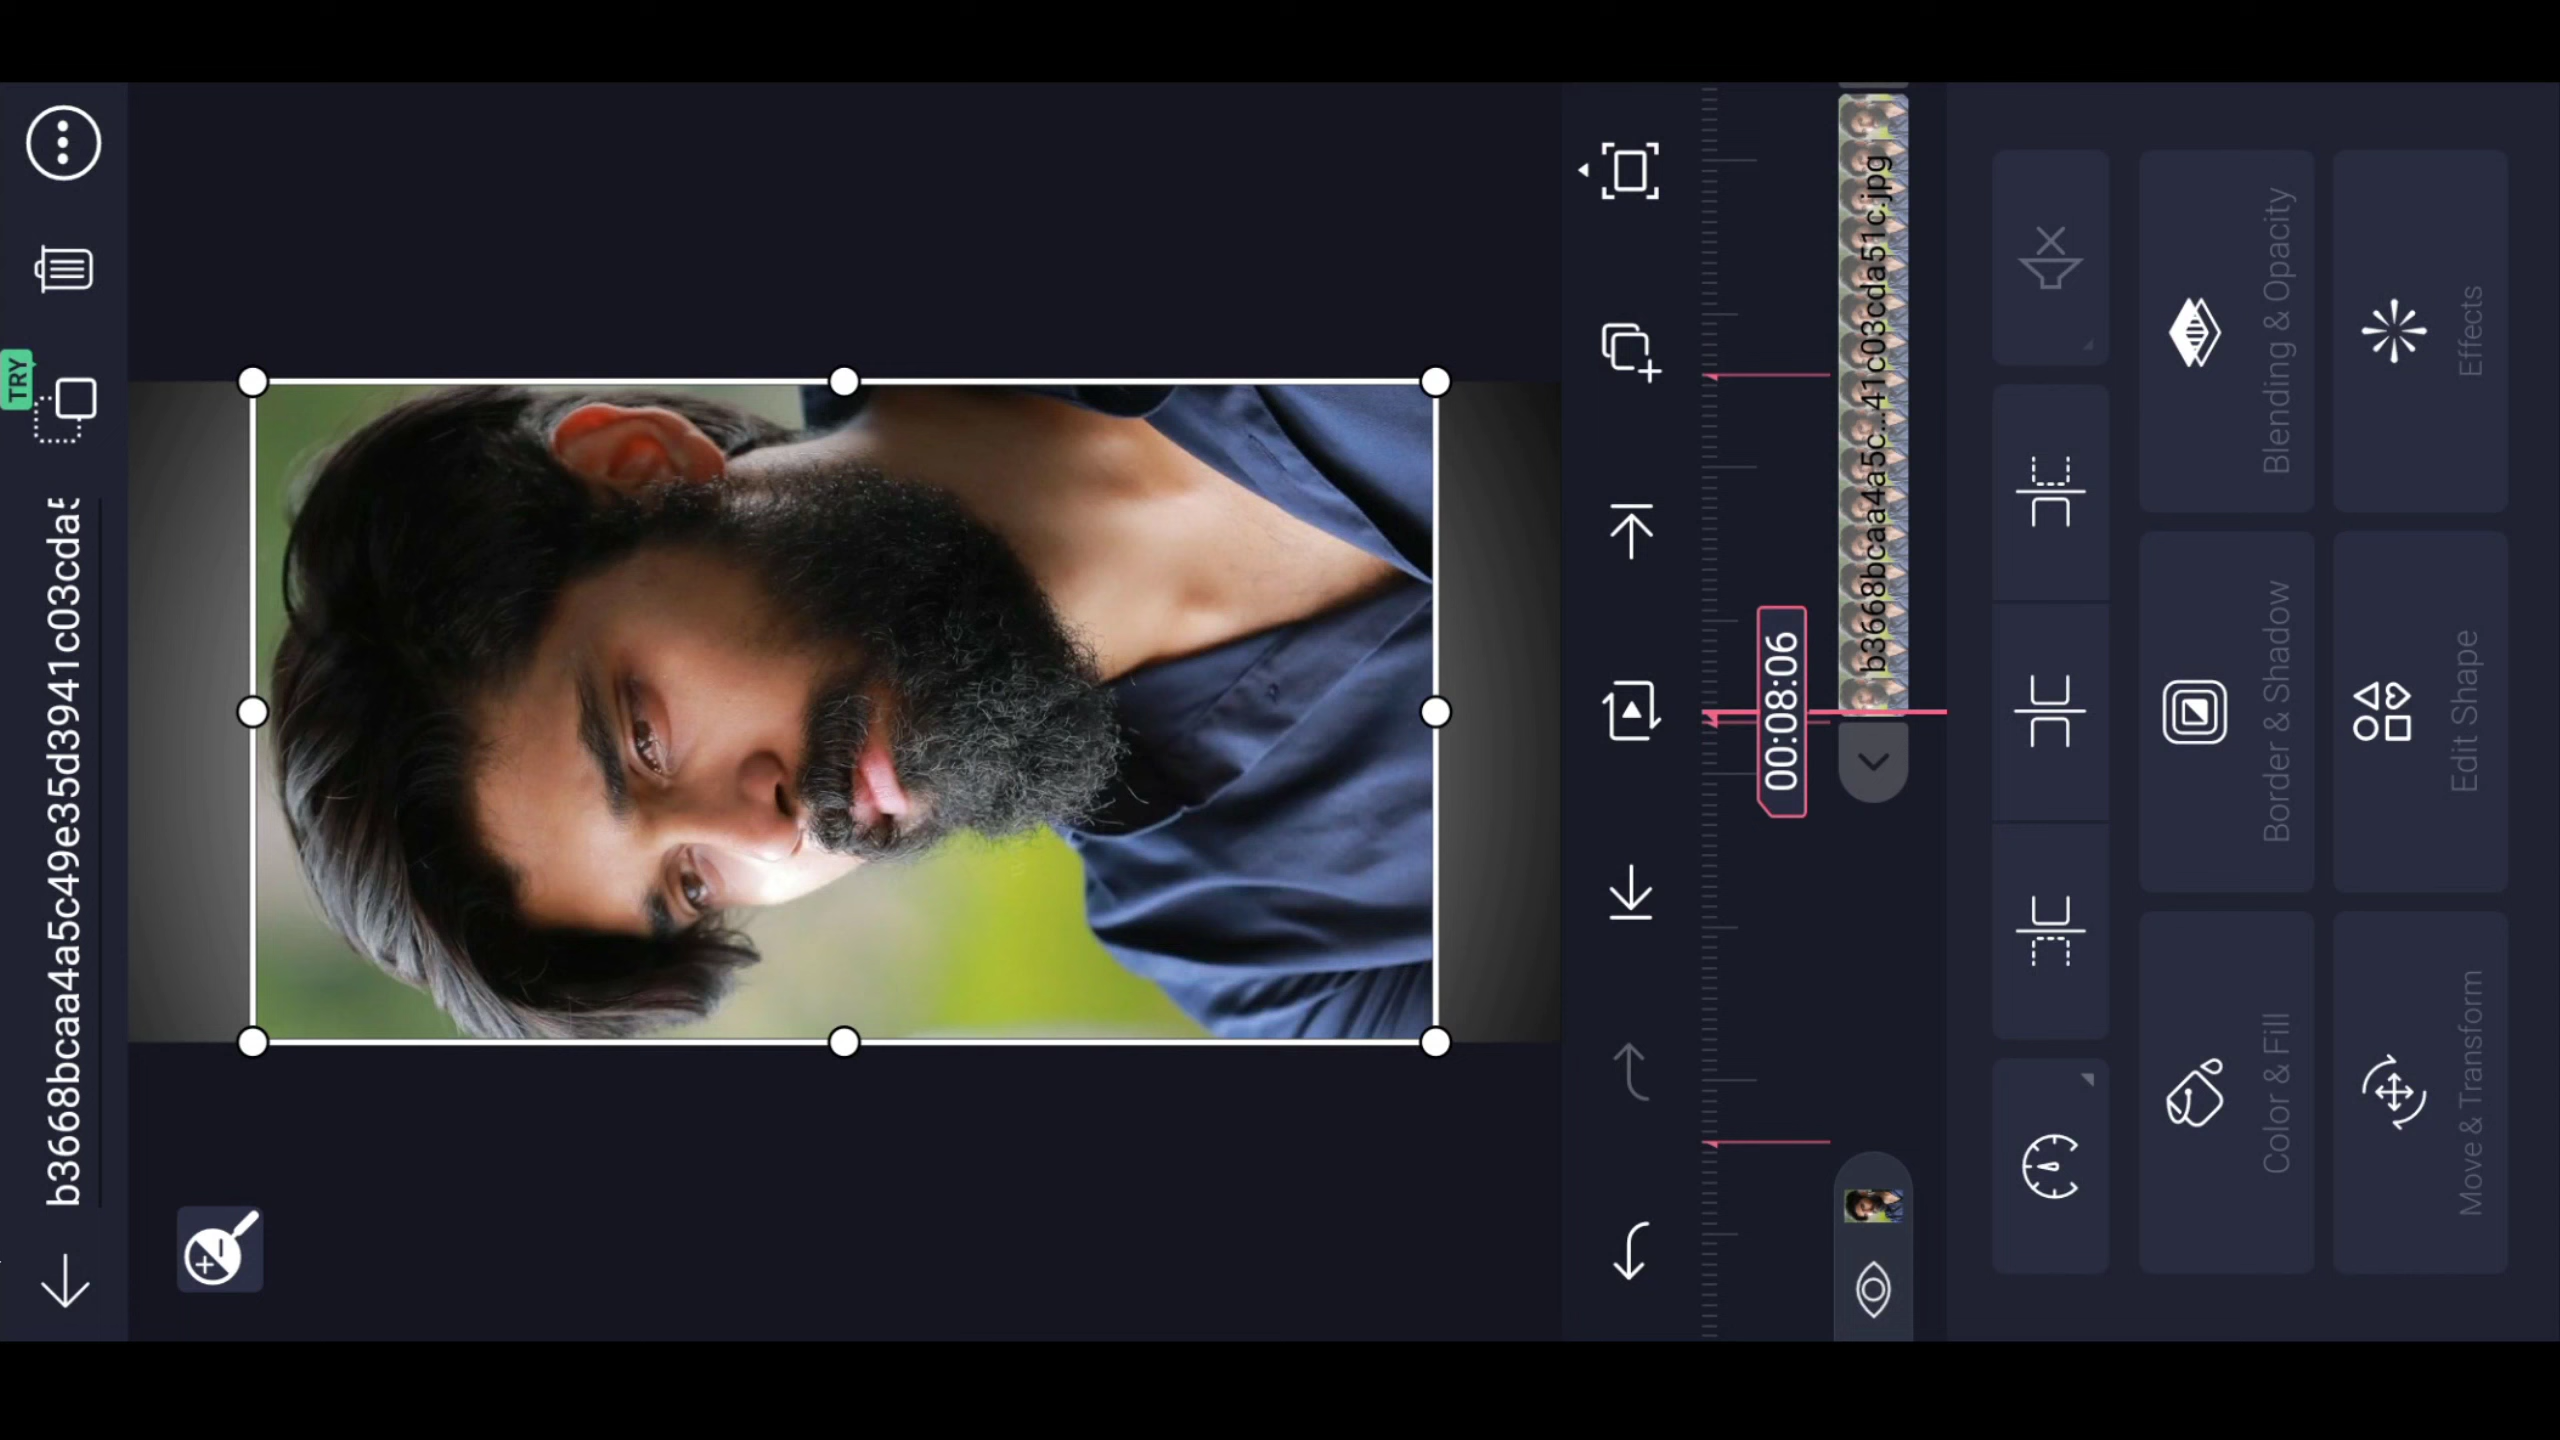 b3668bcaa4a5c49e35d3941c03cda5
TRY
00:08:06
b3668bcaa4a5c...41c03cda51c.jpg
Color & Fill
Border & Shadow
Blending & Opacity
Move & Transform
Edit Shape
Effects